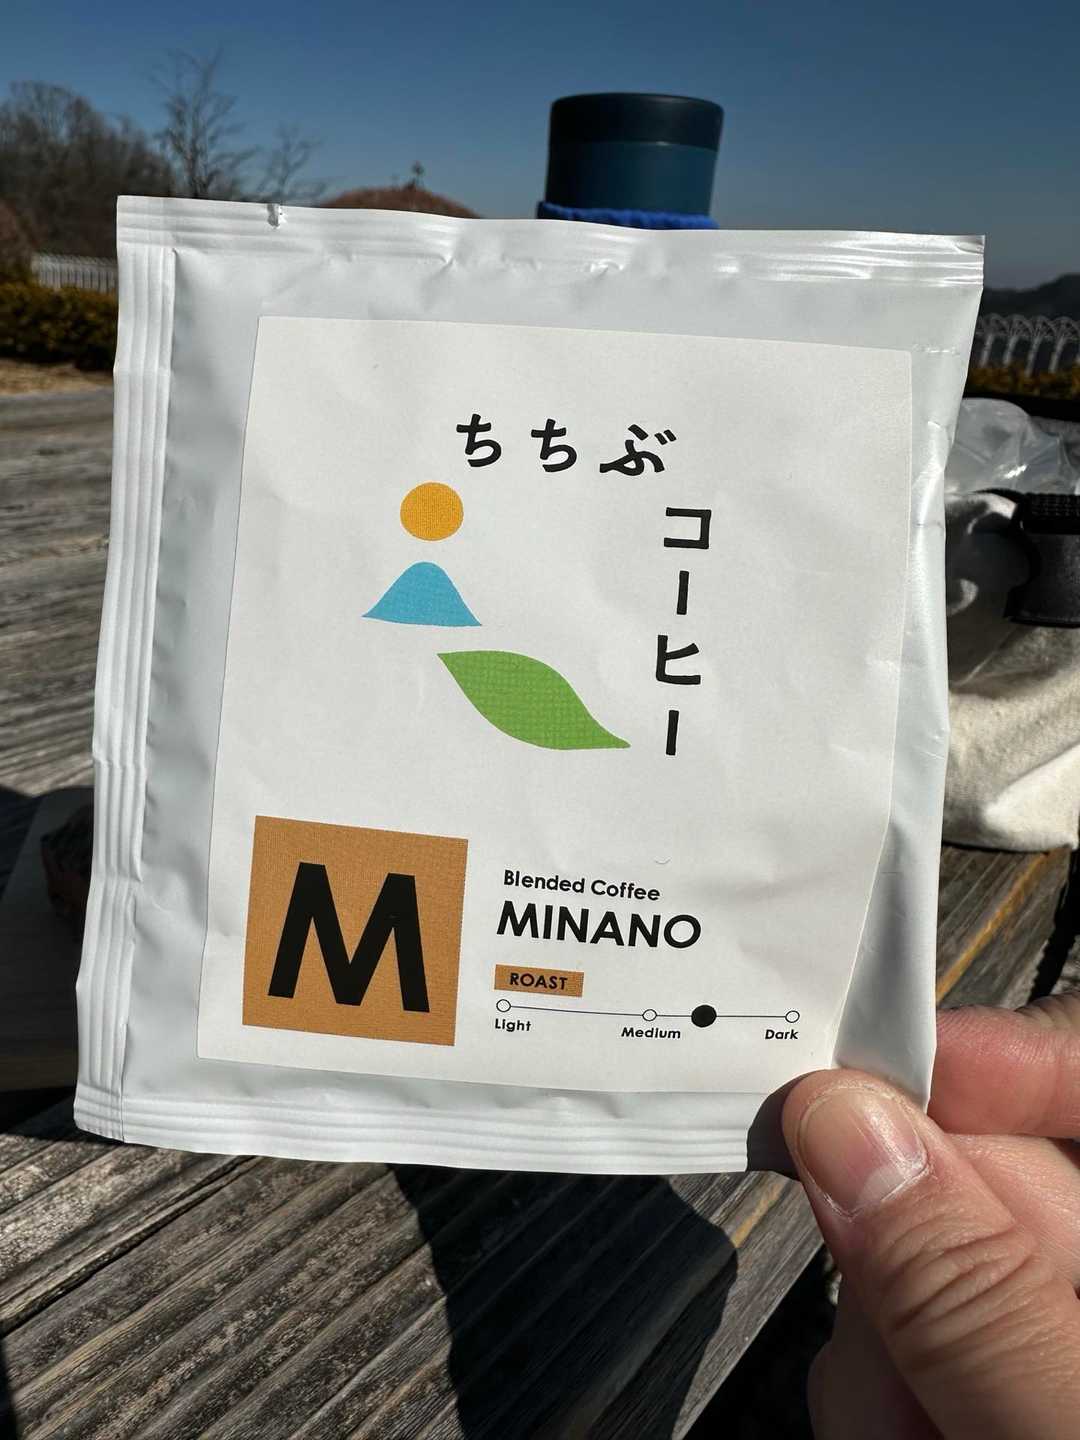 ちちぶ
コーヒー
M
Blended Coffee
MINANO
ROAST
Light
Medium
Dark